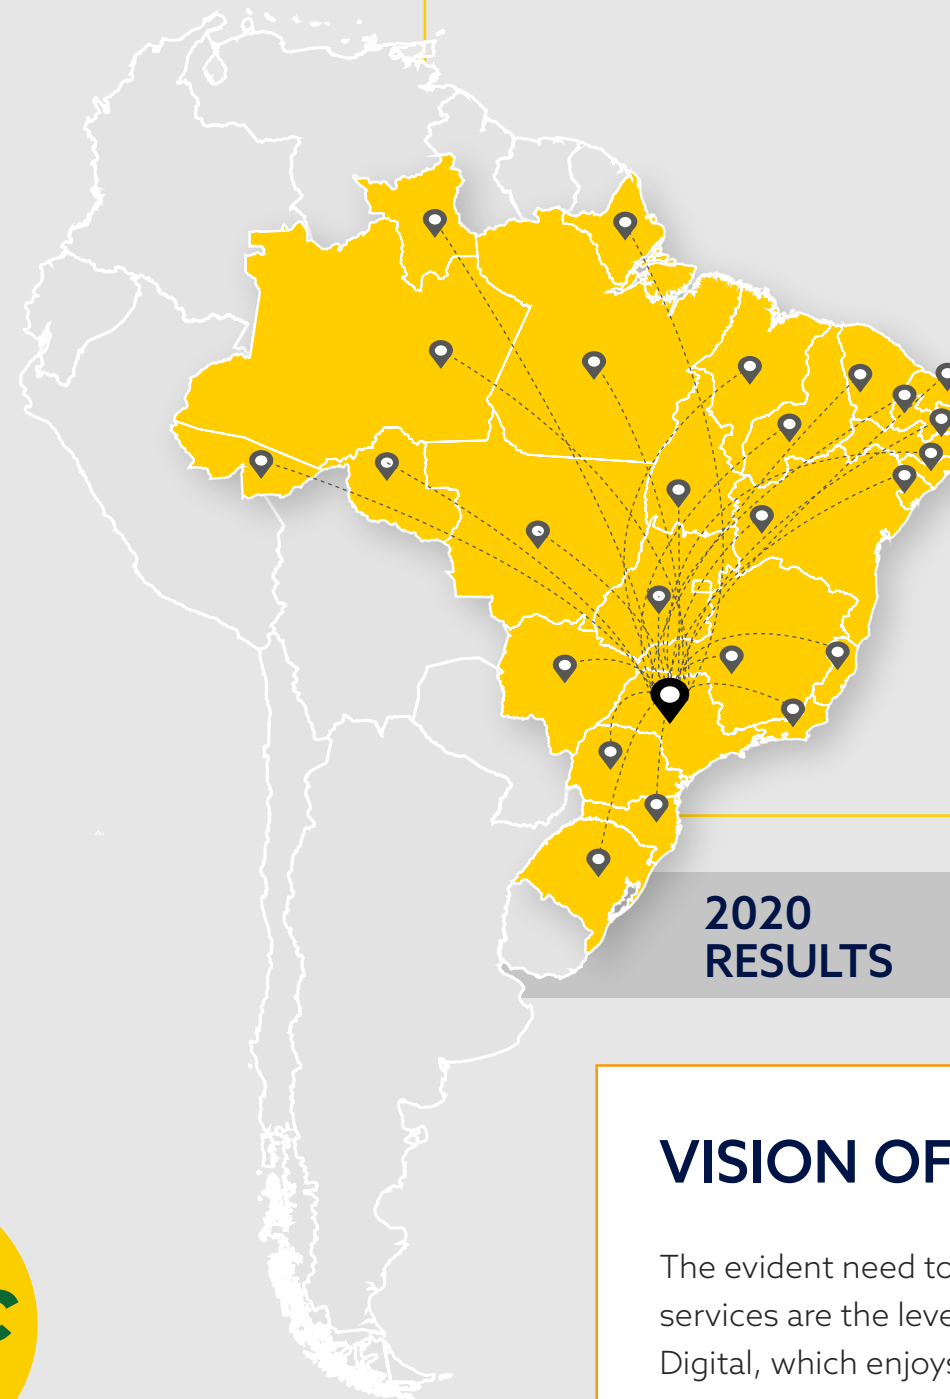 2020
RESULTS
VISION OF
The evident need to
services are the leve
Digital, which enjoys